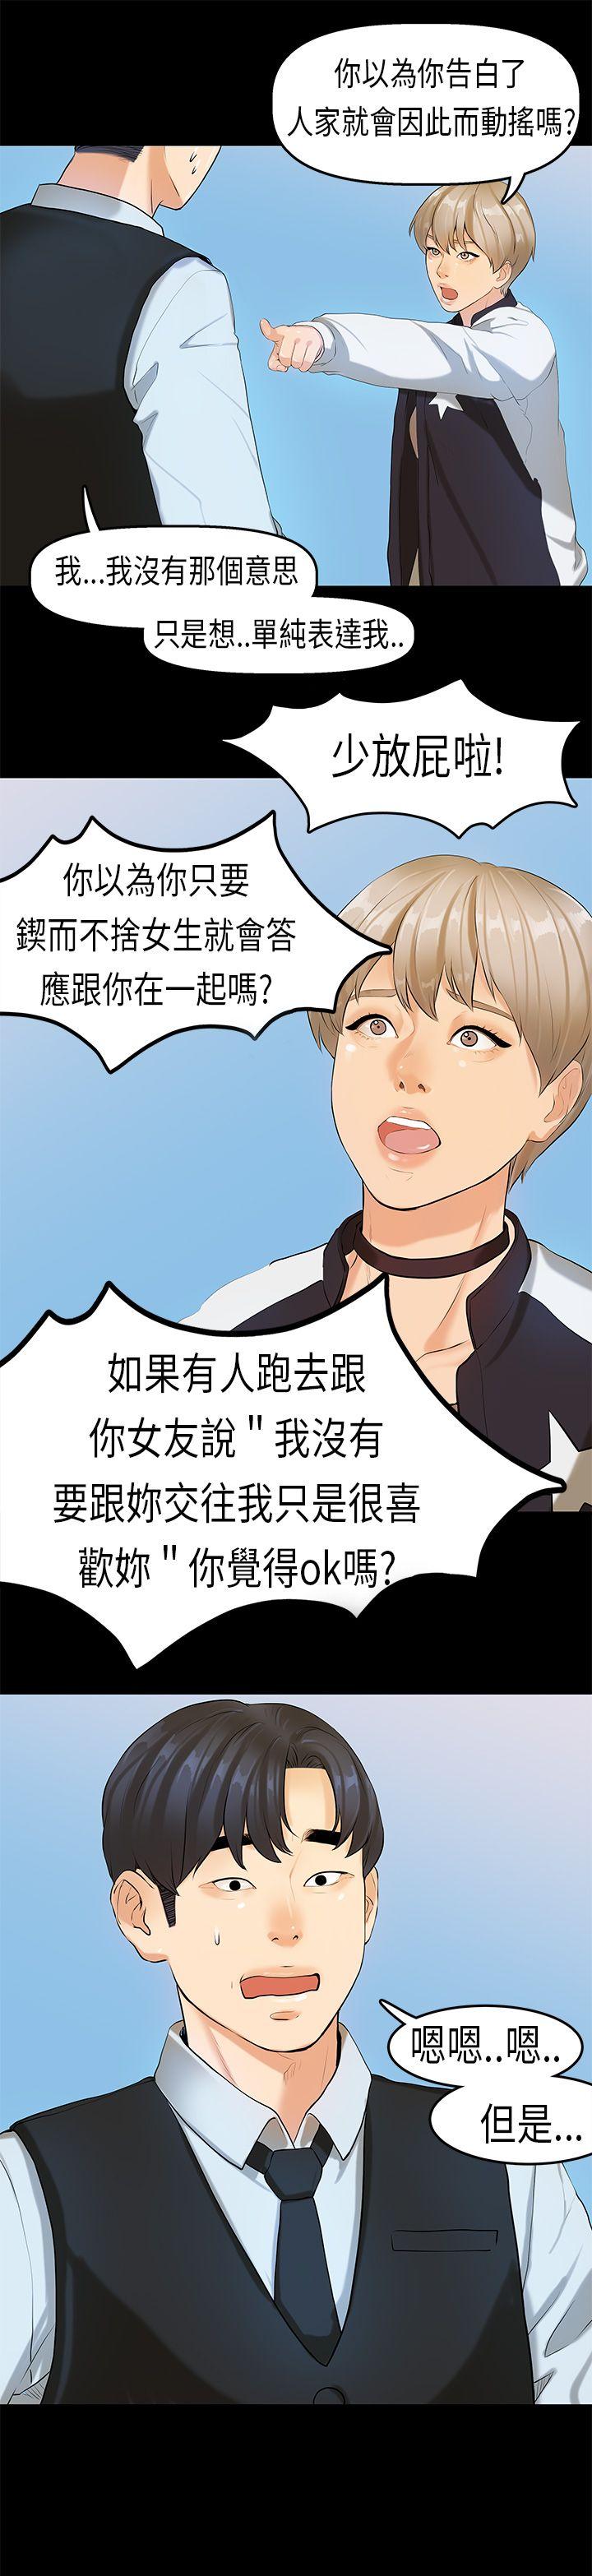 你以為你告白了
人家就會因此而動搖嗎?
我...我沒有那個意思
只是想..單純表達我..
少放屁啦!
你以為你只要
鍥而不捨女生就會答
應跟你在一起嗎?
如果有人跑去跟
你女友說＂我沒有
要跟妳交往我只是很喜
歡妳＂你覺得ok嗎?
嗯嗯..嗯..
但是...